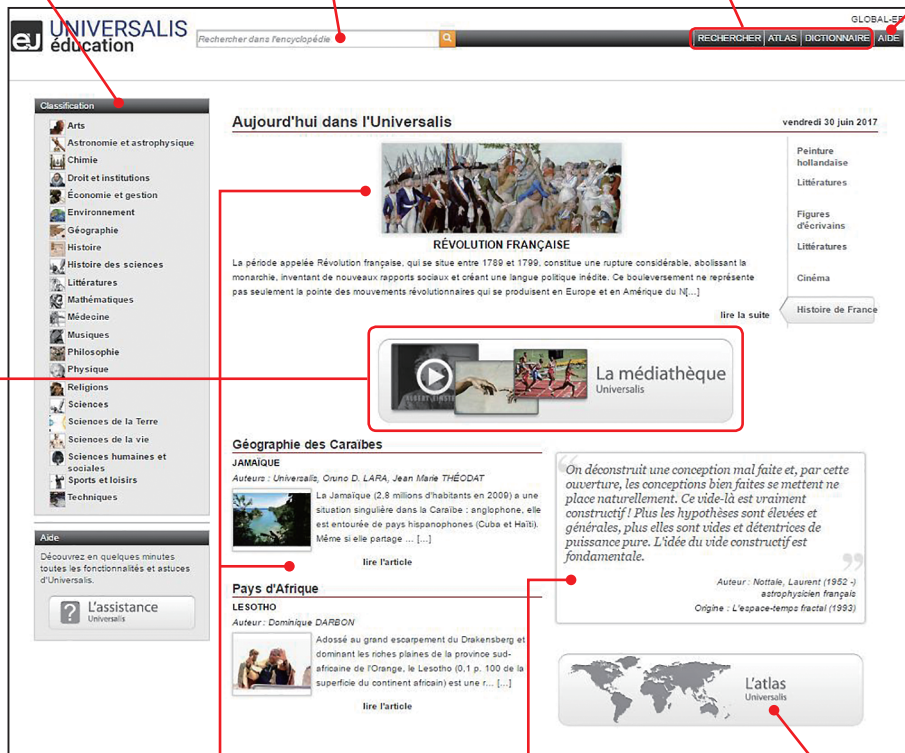 GLOBAL-ER
UNIVERSALIS
éducation
Rechercher dans l'encyclopédie
RECHERCHER ATLAS DICTIONNAIRE AIDE
Classification
Arts
Astronomie et astrophysique
Chimie
Droit et institutions
Économie et gestion
Environnement
Géographie
Histoire
Histoire des sciences
Littératures
Mathématiques
Médecine
Musiques
Philosophie
Physique
Religions
Sciences
Sciences de la Terre
Sciences de la vie
Sciences humaines et
sociales
Sports et loisirs
Techniques
Aide
Découvrez en quelques minutes
toutes les fonctionnalités et astuces
d'Universalis.
L'assistance
Universalis
Aujourd'hui dans l'Universalis
vendredi 30 juin 2017
RÉVOLUTION FRANÇAISE
La période appelée Révolution française, qui se situe entre 1789 et 1799, constitue une rupture considérable, abolissant la
monarchie, inventant de nouveaux rapports sociaux et créant une langue politique inédite. Ce bouleversement ne représente
pas seulement la pointe des mouvements révolutionnaires qui se produisent en Europe et en Amérique du N[...]
lire la suite
Peinture
hollandaise
Littératures
Figures
d'écrivains
Littératures
Cinéma
Histoire de France
La médiathèque
Universalis
Géographie des Caraïbes
JAMAÏQUE
Auteurs : Universalis, Oruno D. LARA, Jean Marie THÉODAT
La Jamaïque (2,8 millions d'habitants en 2009) a une
situation singulière dans la Caraïbe : anglophone, elle
est entourée de pays hispanophones (Cuba et Haïti).
Même si elle partage ... [...]
lire l'article
Pays d'Afrique
LESOTHO
Auteur : Dominique DARBON
Adossé au grand escarpement du Drakensberg et
dominant les riches plaines de la province sud-
africaine de l'Orange, le Lesotho (0,1 p. 100 de la
superficie du continent africain) est une r... [...]
lire l'article
On déconstruit une conception mal faite et, par cette
ouverture, les conceptions bien faites se mettent ne
place naturellement. Ce vide-là est vraiment
constructif ! Plus les hypothèses sont élevées et
générales, plus elles sont vides et détentrices de
puissance pure. L'idée du vide constructif est
fondamentale.
Auteur : Nottale, Laurent (1952 -)
astrophysicien français
Origine : L'espace-temps fractal (1993)
L'atlas
Universalis